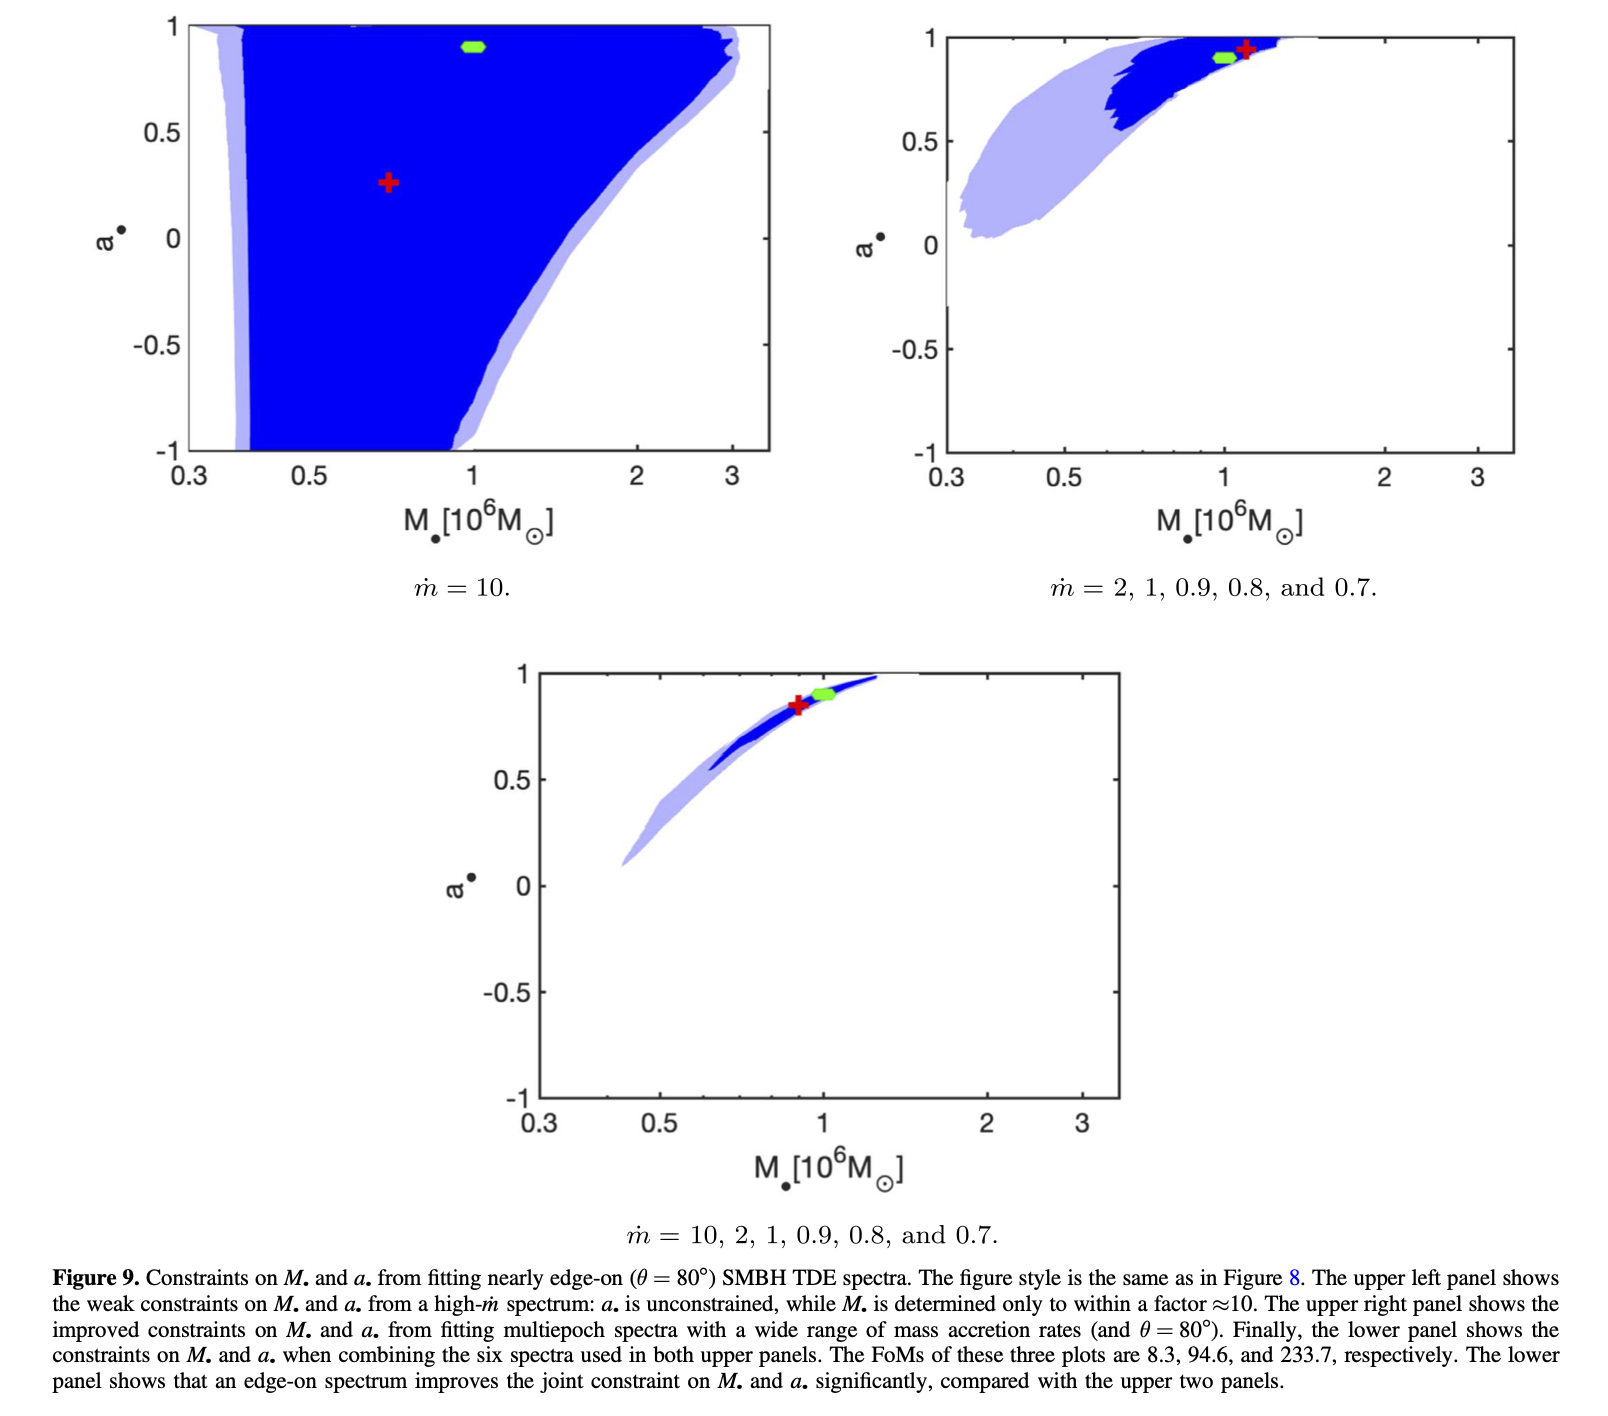 1
0.5
0
-0.5
-1
a•
0.3 0.5 1 2 3
M•[10⁶M⊙]
ṁ = 10.
1
0.5
0
-0.5
-1
a•
0.3 0.5 1 2 3
M•[10⁶M⊙]
ṁ = 2, 1, 0.9, 0.8, and 0.7.
1
0.5
0
-0.5
-1
a•
0.3 0.5 1 2 3
M•[10⁶M⊙]
ṁ = 10, 2, 1, 0.9, 0.8, and 0.7.
Figure 9. Constraints on M• and a• from fitting nearly edge-on (θ = 80°) SMBH TDE spectra. The figure style is the same as in Figure 8. The upper left panel shows
the weak constraints on M• and a• from a high-ṁ spectrum: a• is unconstrained, while M• is determined only to within a factor ≈10. The upper right panel shows the
improved constraints on M• and a• from fitting multiepoch spectra with a wide range of mass accretion rates (and θ = 80°). Finally, the lower panel shows the
constraints on M• and a• when combining the six spectra used in both upper panels. The FoMs of these three plots are 8.3, 94.6, and 233.7, respectively. The lower
panel shows that an edge-on spectrum improves the joint constraint on M• and a• significantly, compared with the upper two panels.